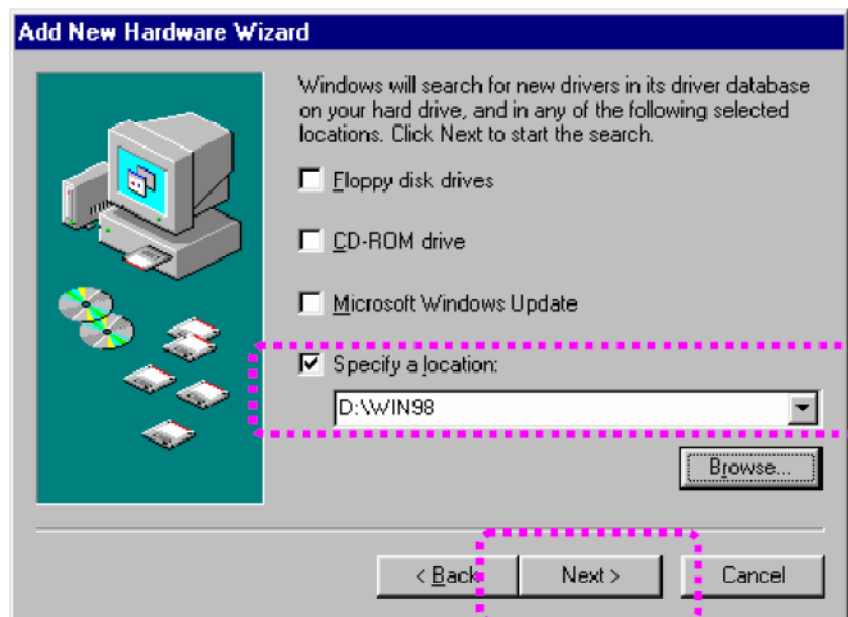 Add New Hardware Wizard
Windows will search for new drivers in its driver database
on your hard drive, and in any of the following selected
locations. Click Next to start the search.
Floppy disk drives
CD-ROM drive
Microsoft Windows Update
Specify a location:
D:\WIN98
Browse...
< Back
Next >
Cancel